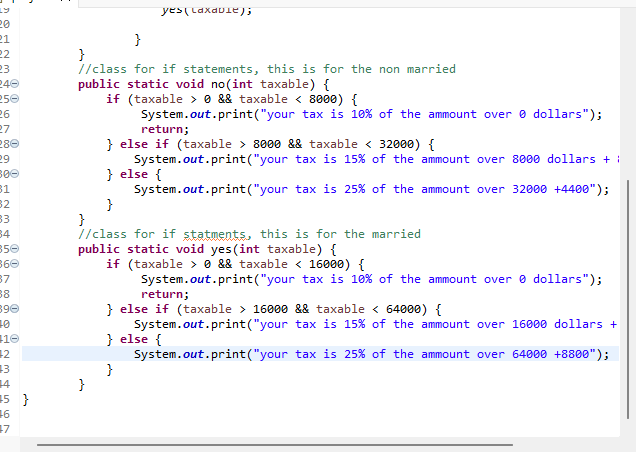 19 yes(taxable);
20
21 }
22 }
23 //class for if statements, this is for the non married
24 public static void no(int taxable) {
25 if (taxable > 0 && taxable < 8000) {
26 System.out.print("your tax is 10% of the ammount over 0 dollars");
27 return;
28 } else if (taxable > 8000 && taxable < 32000) {
29 System.out.print("your tax is 15% of the ammount over 8000 dollars +
30 } else {
31 System.out.print("your tax is 25% of the ammount over 32000 +4400");
32 }
33 }
34 //class for if statments, this is for the married
35 public static void yes(int taxable) {
36 if (taxable > 0 && taxable < 16000) {
37 System.out.print("your tax is 10% of the ammount over 0 dollars");
38 return;
39 } else if (taxable > 16000 && taxable < 64000) {
40 System.out.print("your tax is 15% of the ammount over 16000 dollars +
41 } else {
42 System.out.print("your tax is 25% of the ammount over 64000 +8800");
43 }
44 }
45 }
46
47